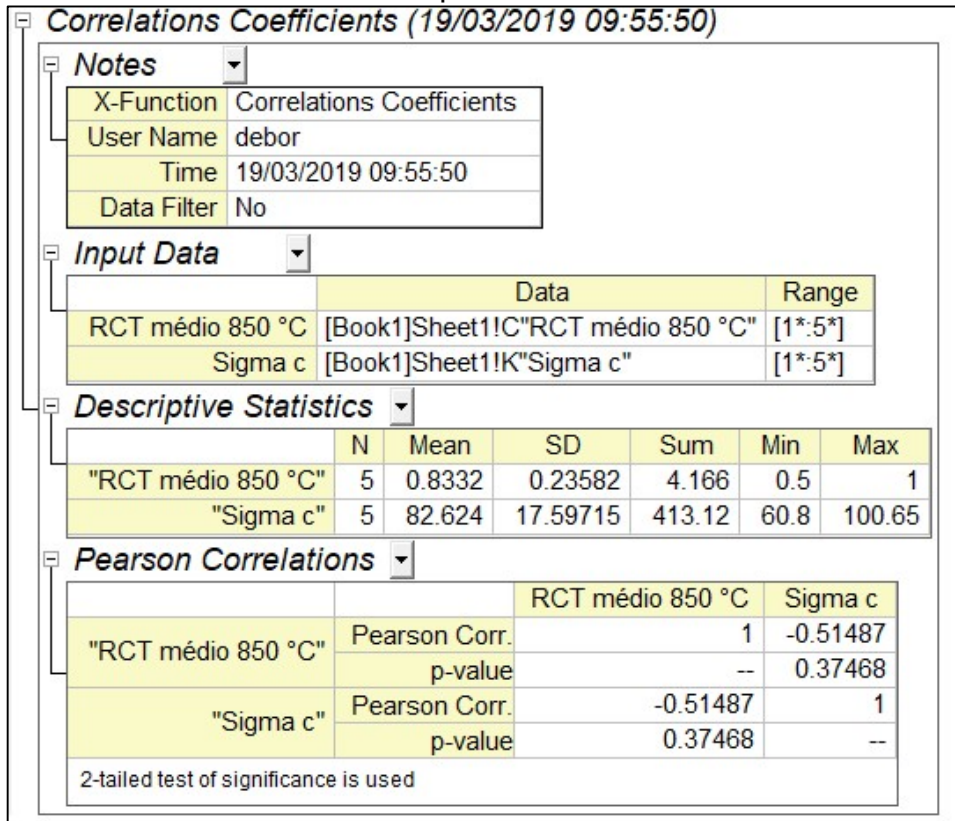 Correlations Coefficients (19/03/2019 09:55:50)
Notes
X-Function Correlations Coefficients
User Name debor
Time 19/03/2019 09:55:50
Data Filter No
Input Data
Data Range
RCT médio 850 °C [Book1]Sheet1!C"RCT médio 850 °C" [1*:5*]
Sigma c [Book1]Sheet1!K"Sigma c" [1*:5*]
Descriptive Statistics
N Mean SD Sum Min Max
"RCT médio 850 °C" 5 0.8332 0.23582 4.166 0.5 1
"Sigma c" 5 82.624 17.59715 413.12 60.8 100.65
Pearson Correlations
RCT médio 850 °C Sigma c
"RCT médio 850 °C" Pearson Corr. 1 -0.51487
p-value -- 0.37468
"Sigma c" Pearson Corr. -0.51487 1
p-value 0.37468 --
2-tailed test of significance is used